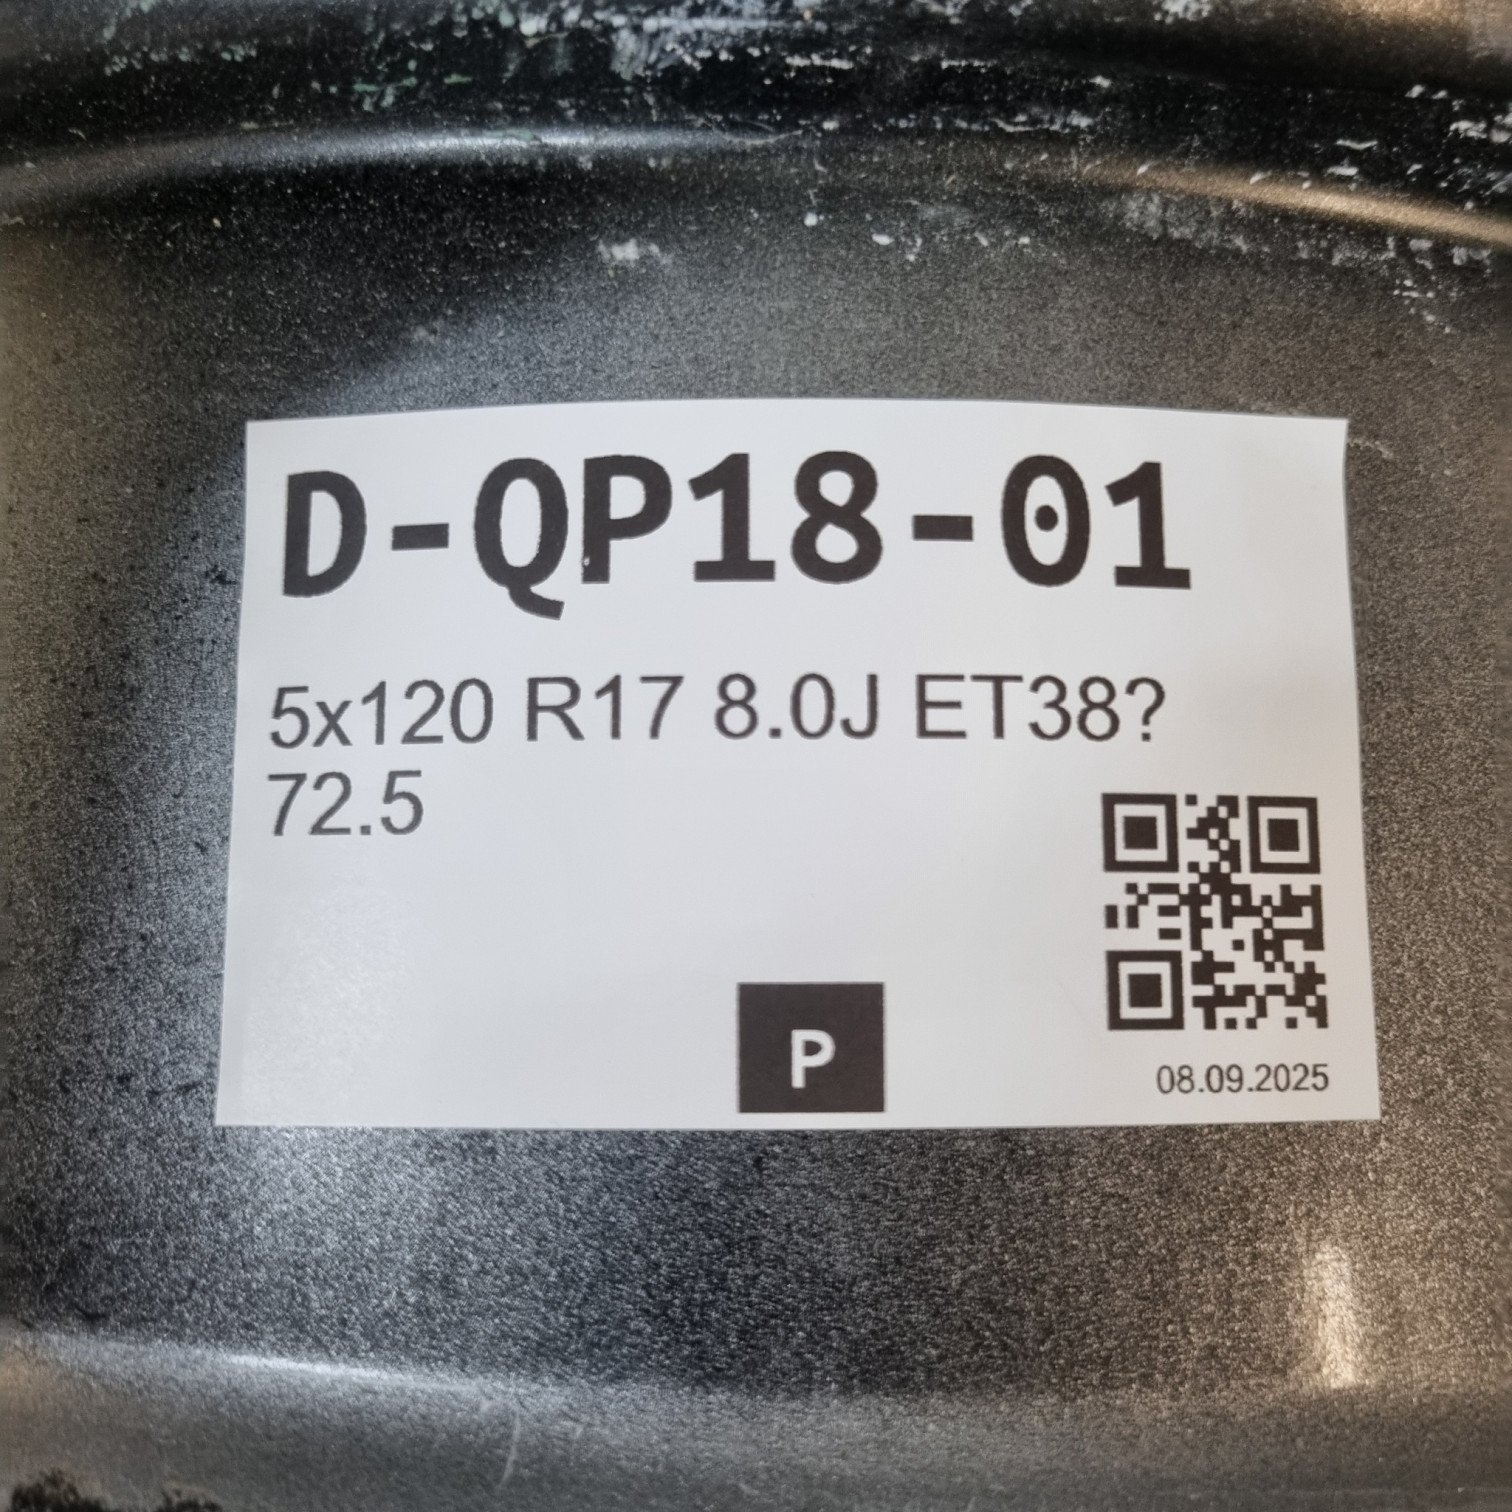 D-QP18-01
5x120 R17 8.0J ET38?
72.5
P
08.09.2025